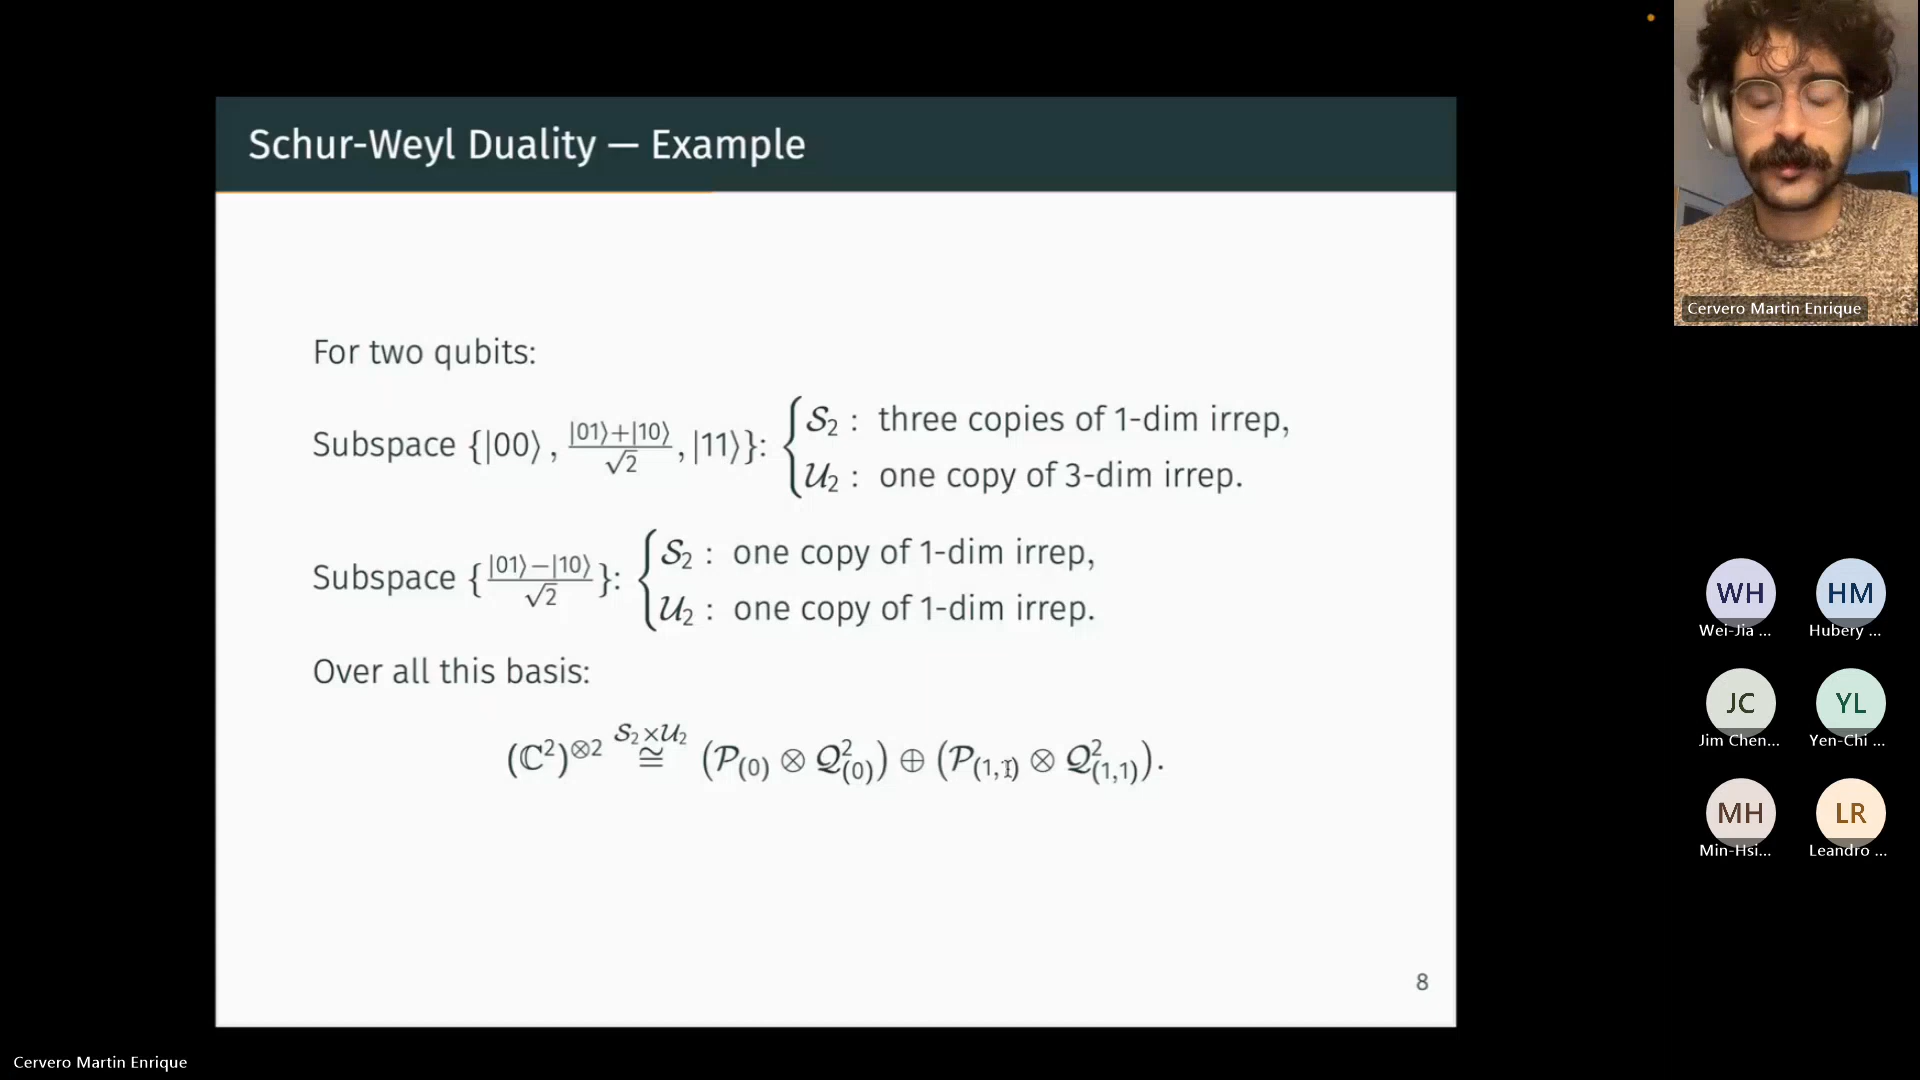 Schur-Weyl Duality — Example
For two qubits:
Subspace {|00⟩, |01⟩+|10⟩/√2, |11⟩}: { 𝒮₂ : three copies of 1-dim irrep,
𝒰₂ : one copy of 3-dim irrep.
Subspace {|01⟩−|10⟩/√2}: { 𝒮₂ : one copy of 1-dim irrep,
𝒰₂ : one copy of 1-dim irrep.
Over all this basis:
(ℂ²)^⊗2 ≅^{𝒮₂×𝒰₂} (𝒫_(0) ⊗ 𝒬²_(0)) ⊕ (𝒫_(1,1) ⊗ 𝒬²_(1,1)).
8
Cervero Martin Enrique
WH
HM
Wei-Jia ...
Hubery ...
JC
YL
Jim Chen...
Yen-Chi ...
MH
LR
Min-Hsi...
Leandro ...
Cervero Martin Enrique